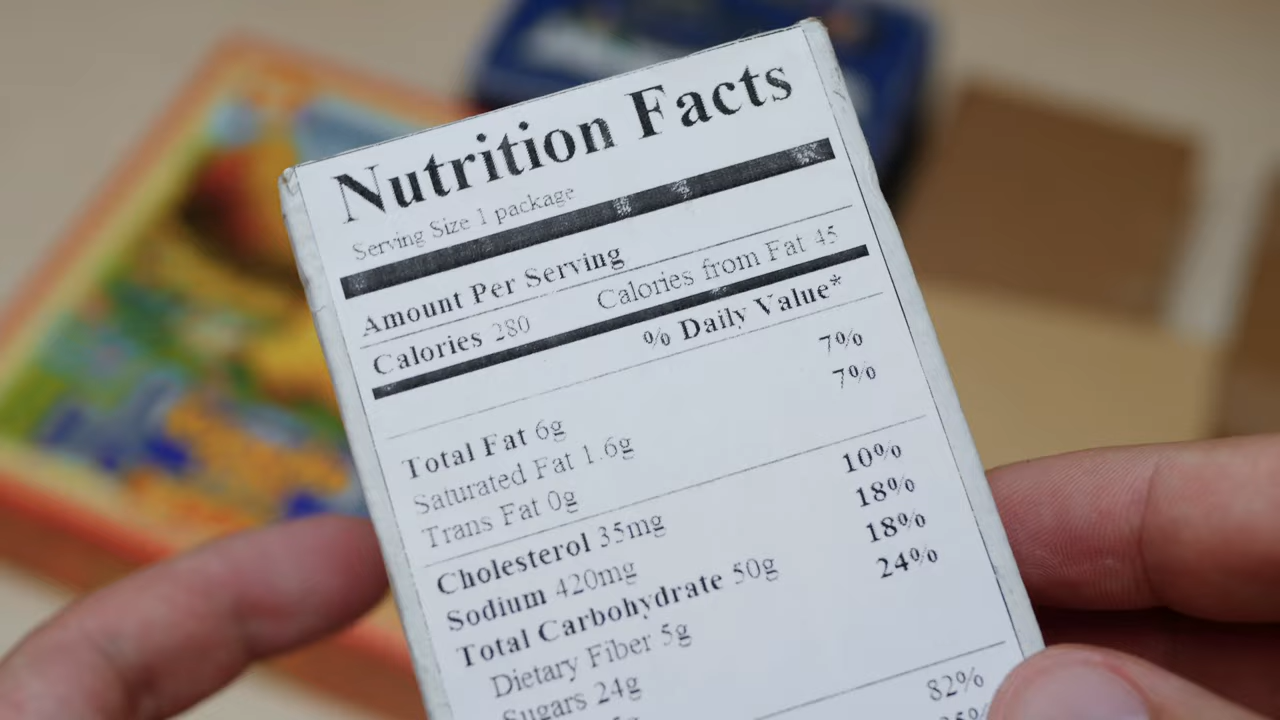 Nutrition Facts
Serving Size 1 package
Amount Per Serving
Calories 280 Calories from Fat 45
% Daily Value*
Total Fat 6g 7%
Saturated Fat 1.6g 7%
Trans Fat 0g
Cholesterol 35mg 10%
Sodium 420mg 18%
Total Carbohydrate 50g 18%
Dietary Fiber 5g 24%
Sugars 24g
82%